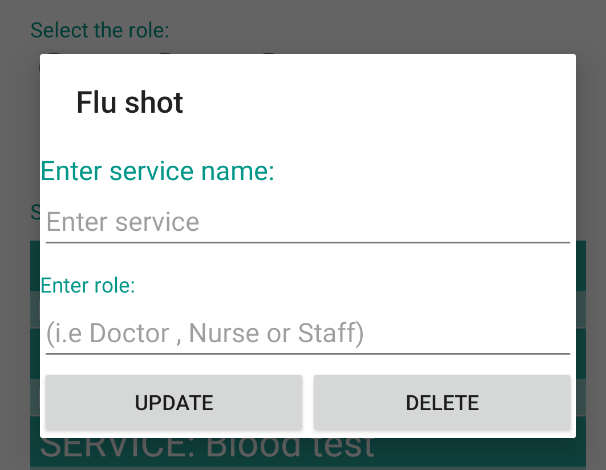 Select the role:
Flu shot
Enter service name:
Enter service
Enter role:
(i.e Doctor , Nurse or Staff)
UPDATE DELETE
SERVICE: Blood test